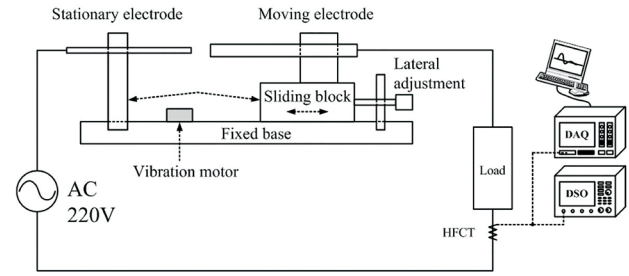 Stationary electrode
Moving electrode
Lateral
adjustment
Sliding block
Fixed base
Vibration motor
AC
220V
Load
DAQ
DSO
HFCT